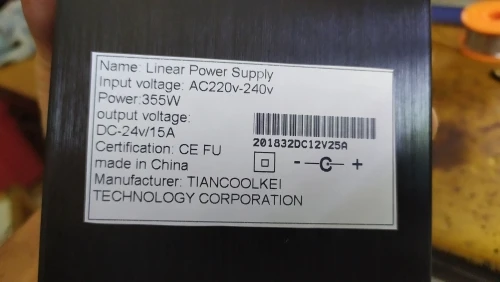 Name: Linear Power Supply
Input voltage: AC220v-240v
Power:355W
output voltage:
DC-24v/15A
201832DC12V25A
Certification: CE FU
- +
made in China
Manufacturer: TIANCOOLKEI
TECHNOLOGY CORPORATION